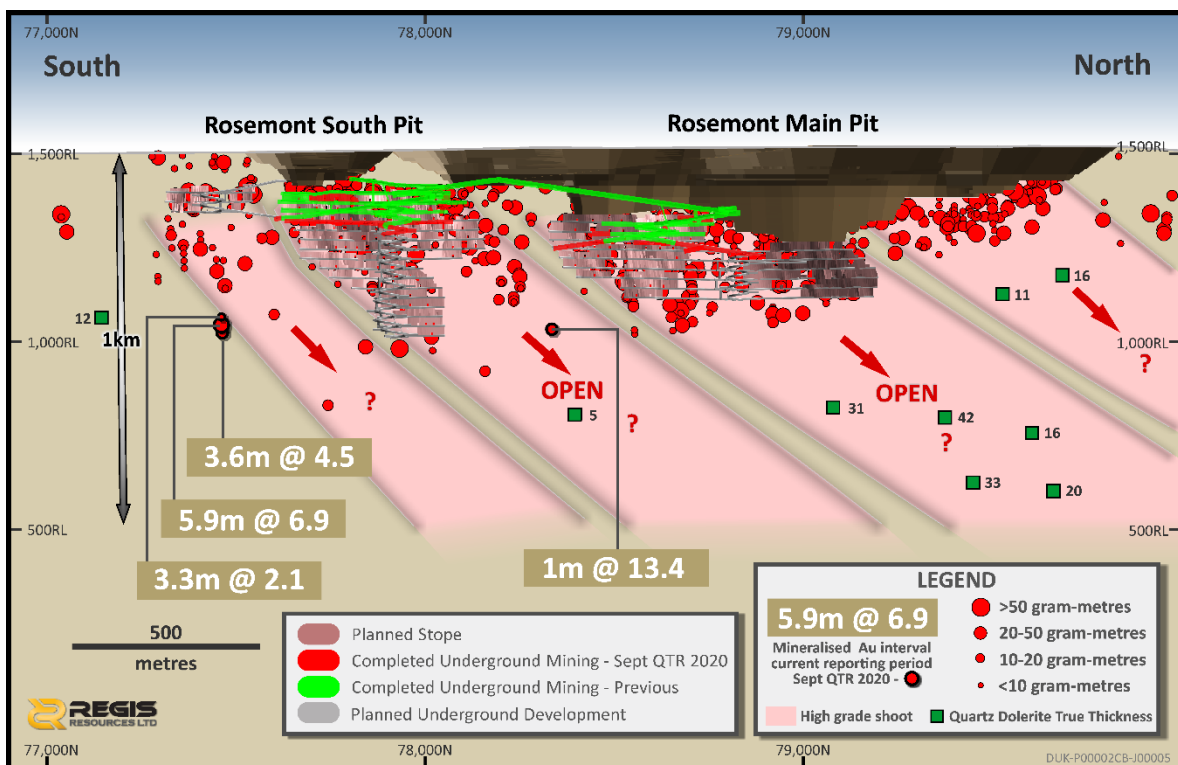 77,000N
78,000N
79,000N
South
North
Rosemont South Pit
Rosemont Main Pit
1,500RL
1,500RL
16
11
12
1km
1,000RL
1,000RL
?
OPEN
OPEN
?
5
?
31
42
?
16
33
20
3.6m @ 4.5
5.9m @ 6.9
500RL
500RL
3.3m @ 2.1
1m @ 13.4
500
metres
Planned Stope
Completed Underground Mining - Sept QTR 2020
Completed Underground Mining - Previous
Planned Underground Development
LEGEND
5.9m @ 6.9
Mineralised Au interval
current reporting period
Sept QTR 2020 -
>50 gram-metres
20-50 gram-metres
10-20 gram-metres
<10 gram-metres
High grade shoot
Quartz Dolerite True Thickness
REGIS
RESOURCES LTD
77,000N
78,000N
79,000N
DUK-P00002CB-J00005